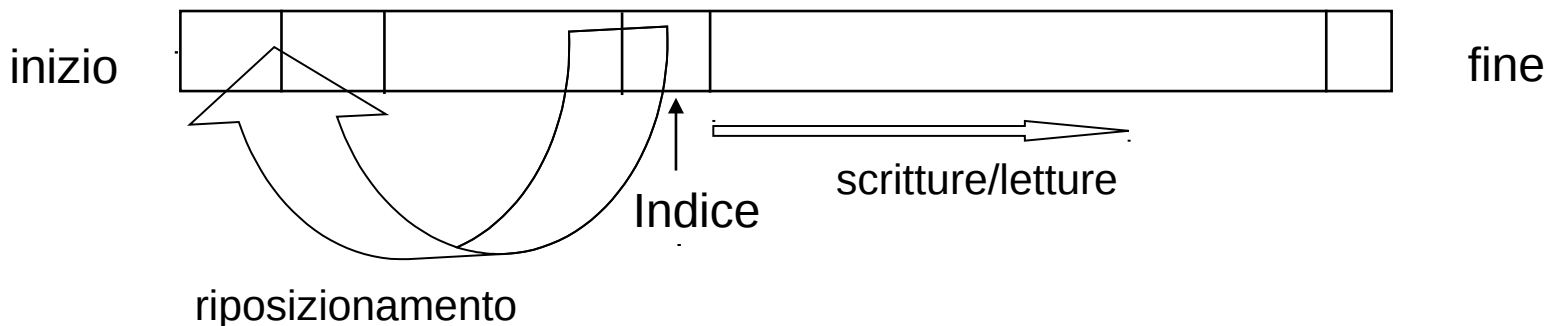 inizio
fine
scritture/letture
Indice
riposizionamento